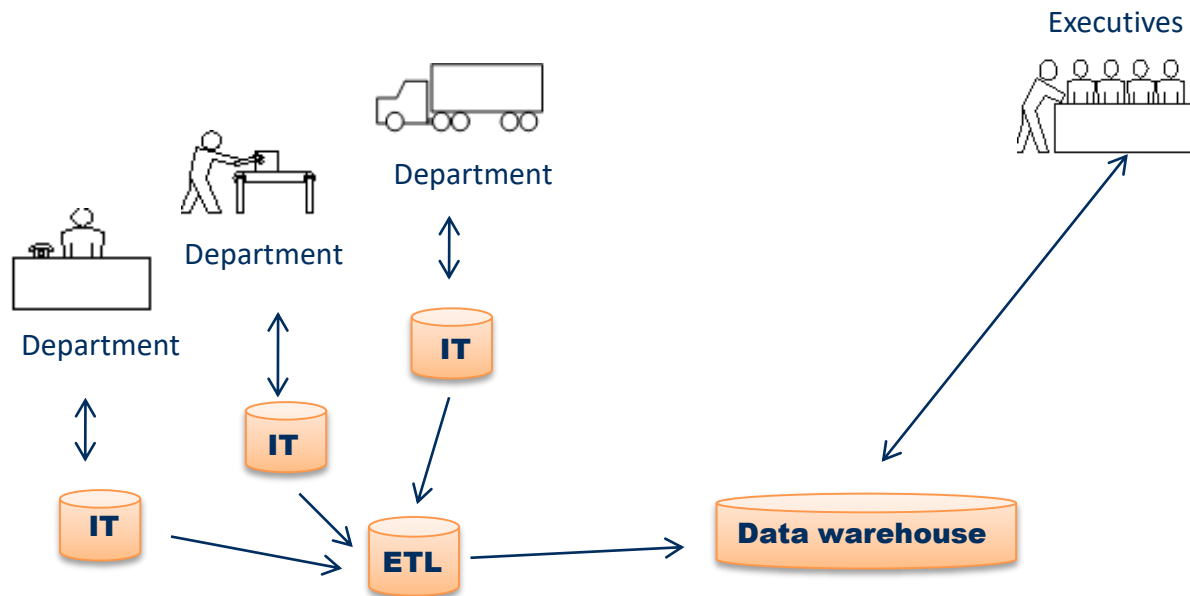 Executives
Department
Department
Department
IT
IT
IT
ETL
Data warehouse